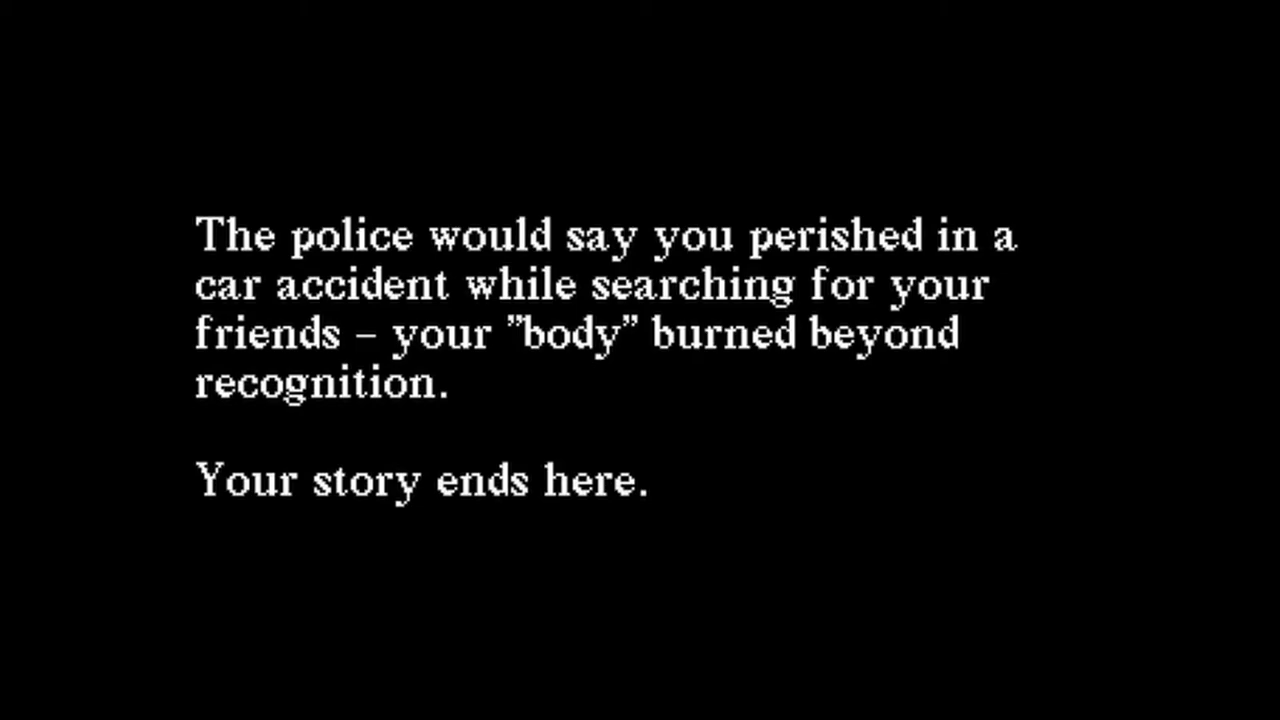 The police would say you perished in a
car accident while searching for your
friends – your ”body” burned beyond
recognition.
Your story ends here.